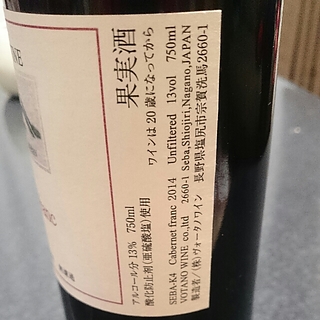 果実酒
ワインは20歳になってから
アルコール分13% 750ml
酸化防止剤(亜硫酸塩)使用
SEBA-K4 Cabernet franc 2014 Unfiltered 13vol 750ml
VOTANO WINE co.,ltd 2660-1 Seba,Shiojiri,Nagano,JAPAN
製造者/(株)ヴォータノワイン 長野県塩尻市宗賀洗馬2660-1